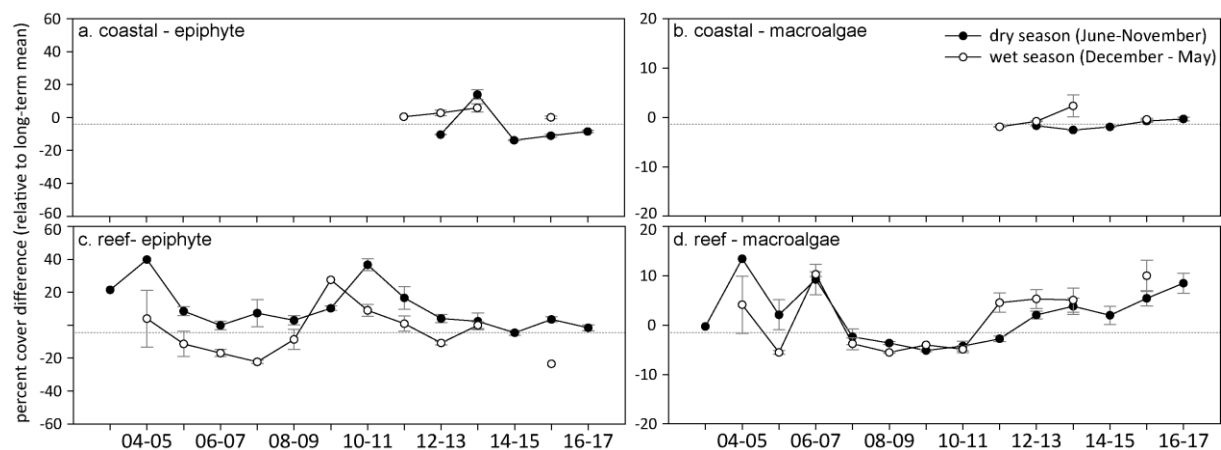 percent cover difference (relative to long-term mean)
a. coastal - epiphyte
60
40
20
0
-20
-40
-60
b. coastal - macroalgae
20
10
0
-10
-20
dry season (June-November)
wet season (December - May)
c. reef- epiphyte
60
40
20
-20
-40
-60
04-05 06-07 08-09 10-11 12-13 14-15 16-17
d. reef - macroalgae
20
10
0
-10
-20
04-05 06-07 08-09 10-11 12-13 14-15 16-17